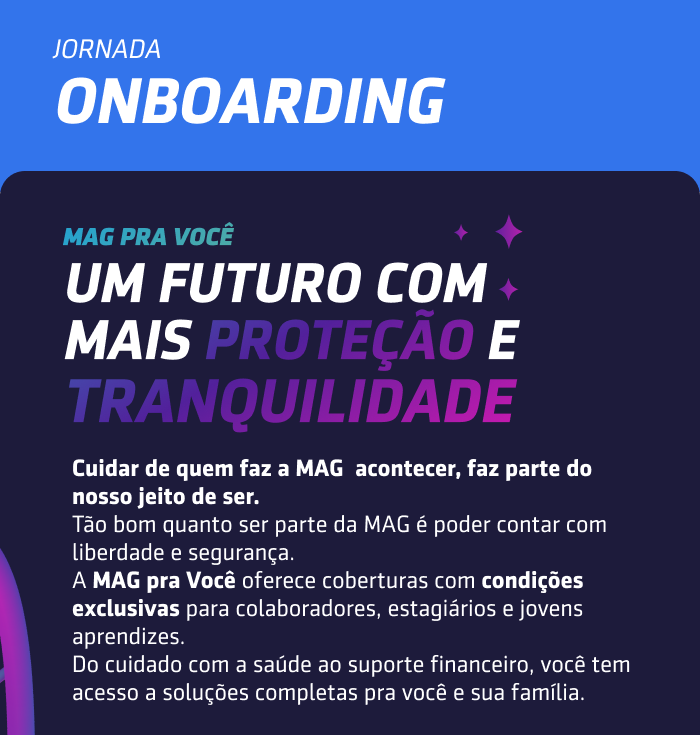 JORNADA
ONBOARDING
MAG PRA VOCÊ
UM FUTURO COM
MAIS PROTEÇÃO E
TRANQUILIDADE
Cuidar de quem faz a MAG  acontecer, faz parte do
nosso jeito de ser.
Tão bom quanto ser parte da MAG é poder contar com
liberdade e segurança.
A MAG pra Você oferece coberturas com condições
exclusivas para colaboradores, estagiários e jovens
aprendizes.
Do cuidado com a saúde ao suporte financeiro, você tem
acesso a soluções completas pra você e sua família.